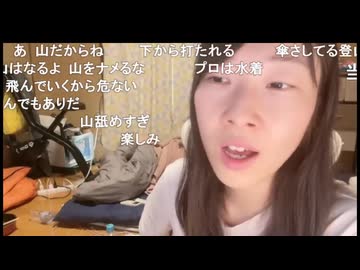 あ 山だからね 下から打たれる 傘さしてる登山
山はなるよ 山をナメるな プロは水着
飛んでいくから危ない
んでもありだ
山舐めすぎ
楽しみ